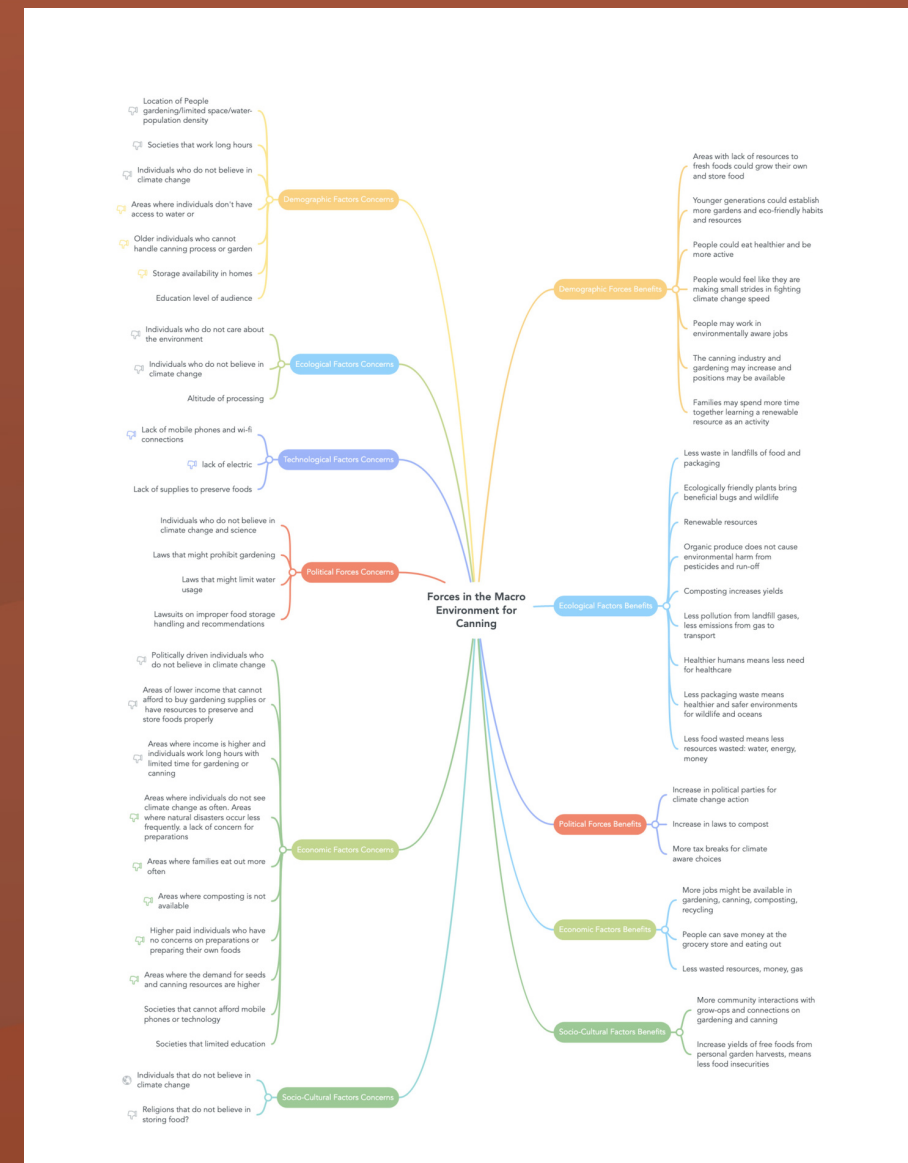 Location of People
gardening/limited space/water-
population density
Societies that work long hours
Individuals who do not believe in
climate change
Areas where individuals don't have
access to water or
Older individuals who cannot
handle canning process or garden
Storage availability in homes
Education level of audience
Demographic Factors Concerns
Individuals who do not care about
the environment
Individuals who do not believe in
climate change
Altitude of processing
Ecological Factors Concerns
Lack of mobile phones and wi-fi
connections
lack of electric
Lack of supplies to preserve foods
Technological Factors Concerns
Individuals who do not believe in
climate change and science
Laws that might prohibit gardening
Laws that might limit water
usage
Lawsuits on improper food storage
handling and recommendations
Political Forces Concerns
Politically driven individuals who
do not believe in climate change
Areas of lower income that cannot
afford to buy gardening supplies or
have resources to preserve and
store foods properly
Areas where income is higher and
individuals work long hours with
limited time for gardening or
canning
Areas where individuals do not see
climate change as often. Areas
where natural disasters occur less
frequently. a lack of concern for
preparations
Areas where families eat out more
often
Areas where composting is not
available
Higher paid individuals who have
no concerns on preparations or
preparing their own foods
Areas where the demand for seeds
and canning resources are higher
Societies that cannot afford mobile
phones or technology
Societies that limited education
Economic Factors Concerns
Individuals that do not believe in
climate change
Religions that do not believe in
storing food?
Socio-Cultural Factors Concerns
Forces in the Macro
Environment for
Canning
Demographic Forces Benefits
Areas with lack of resources to
fresh foods could grow their own
and store food
Younger generations could establish
more gardens and eco-friendly habits
and resources
People could eat healthier and be
more active
People would feel like they are
making small strides in fighting
climate change speed
People may work in
environmentally aware jobs
The canning industry and
gardening may increase and
positions may be available
Families may spend more time
together learning a renewable
resource as an activity
Ecological Factors Benefits
Less waste in landfills of food and
packaging
Ecologically friendly plants bring
beneficial bugs and wildlife
Renewable resources
Organic produce does not cause
environmental harm from
pesticides and run-off
Composting increases yields
Less pollution from landfill gases,
less emissions from gas to
transport
Healthier humans means less need
for healthcare
Less packaging waste means
healthier and safer environments
for wildlife and oceans
Less food wasted means less
resources wasted: water, energy,
money
Political Forces Benefits
Increase in political parties for
climate change action
Increase in laws to compost
More tax breaks for climate
aware choices
Economic Factors Benefits
More jobs might be available in
gardening, canning, composting,
recycling
People can save money at the
grocery store and eating out
Less wasted resources, money, gas
Socio-Cultural Factors Benefits
More community interactions with
grow-ops and connections on
gardening and canning
Increase yields of free foods from
personal garden harvests, means
less food insecurities